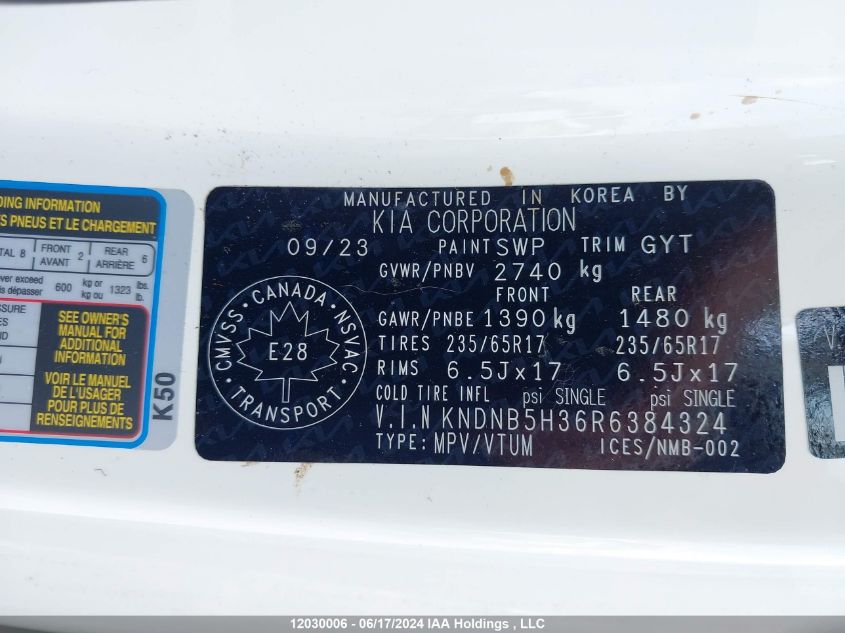 DING INFORMATION
S PNEUS ET LE CHARGEMENT
TAL 8 FRONT AVANT 2 REAR ARRIÈRE 6
ver exceed
is dépasser 600 kg or kg ou 1323 lbs. lb.
SSURE
SEE OWNER'S
MANUAL FOR
ADDITIONAL
INFORMATION
VOIR LE MANUEL
DE L'USAGER
POUR PLUS DE
RENSEIGNEMENTS
K50
MANUFACTURED IN KOREA BY
KIA CORPORATION
09/23 PAINT SWP TRIM GYT
GVWR/PNBV 2740 kg
FRONT REAR
GAWR/PNBE 1390 kg 1480 kg
TIRES 235/65R17 235/65R17
RIMS 6.5Jx17 6.5Jx17
COLD TIRE INFL psi SINGLE psi SINGLE
V.I.N KNDNB5H36R6384324
TYPE: MPV/VTUM ICES/NMB-002
CANADA
CMVSS · NSVAC
E28
TRANSPORT
V.
12030006 - 06/17/2024 IAA Holdings , LLC